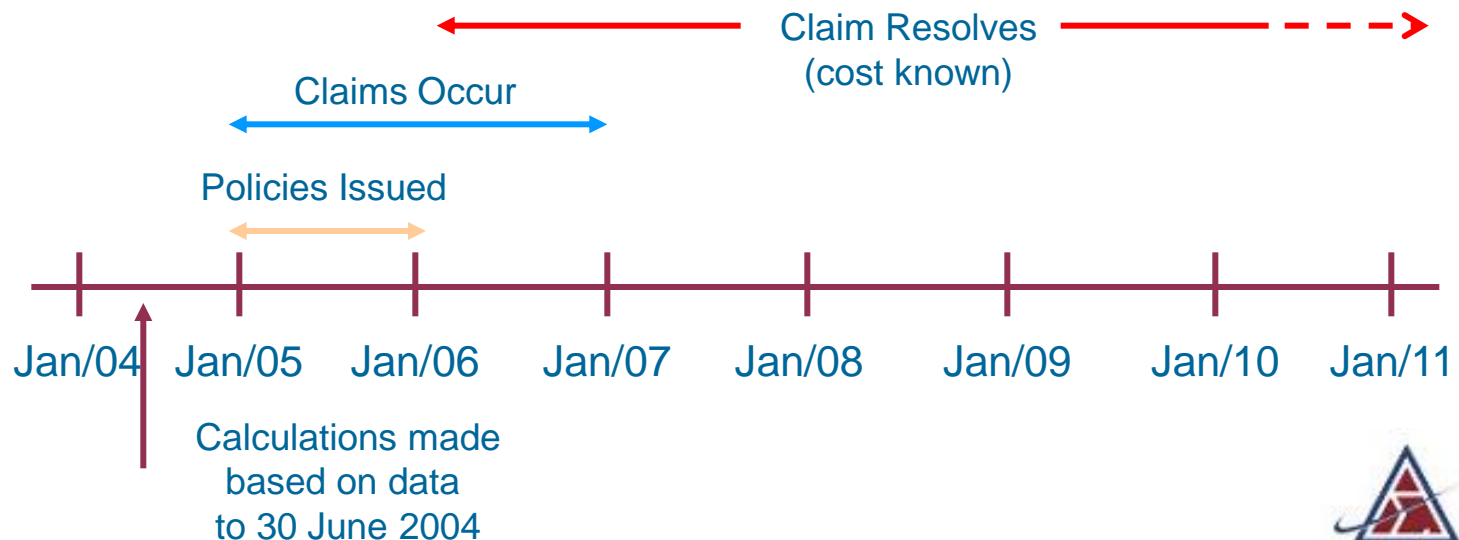 Claim Resolves
(cost known)
Claims Occur
Policies Issued
Jan/04 Jan/05 Jan/06 Jan/07 Jan/08 Jan/09 Jan/10 Jan/11
Calculations made
based on data
to 30 June 2004